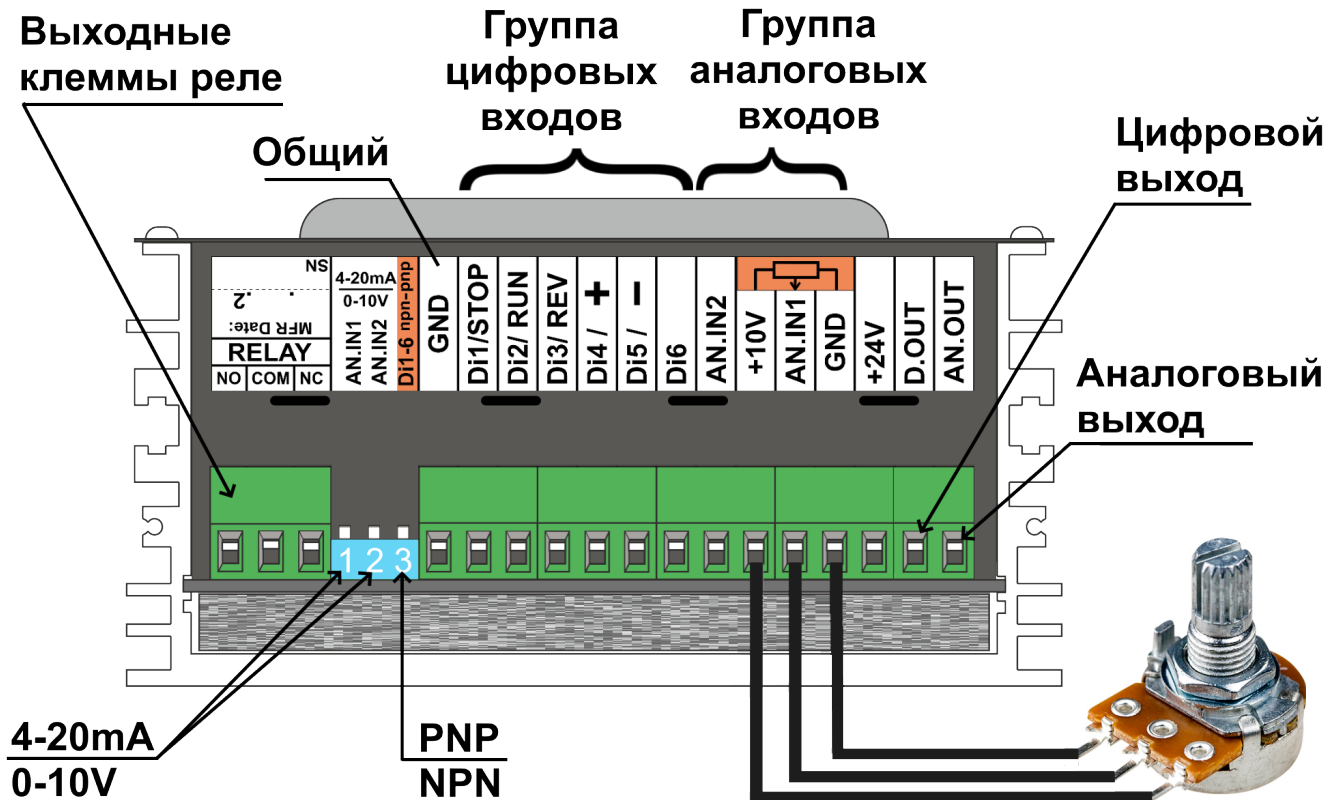 Выходные
клеммы реле
Группа
цифровых
входов
Группа
аналоговых
входов
Общий
Цифровой
выход
Аналоговый
выход
SN
.2
MFR Date:
RELAY
NO COM NC
4-20mA
0-10V
AN.IN1
AN.IN2
Di1-6 npn-pnp
GND
Di1/STOP
Di2/ RUN
Di3/ REV
Di4 / +
Di5 / −
Di6
AN.IN2
+10V
AN.IN1
GND
+24V
D.OUT
AN.OUT
1 2 3
4-20mA
0-10V
PNP
NPN